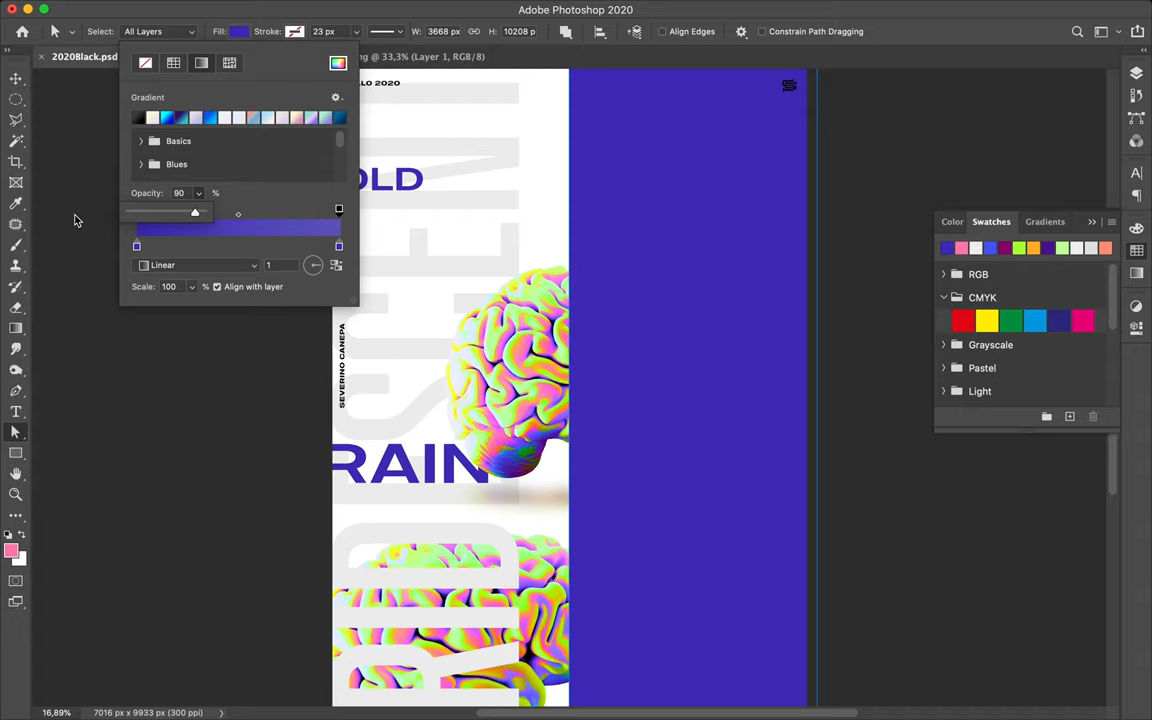 Adobe Photoshop 2020
Select: All Layers Fill: Stroke: 23 px W: 3668 px H: 10208 p Align Edges Constrain Path Dragging
2020Black.psd ng @ 33,3% (Layer 1, RGB/8)
LLO 2020
Gradient
Basics
Blues
OLD
Opacity: 90 %
Linear 1
Scale: 100 % Align with layer
Color Swatches Gradients
RGB
CMYK
Grayscale
Pastel
Light
SEVERINO CANEPA
RAIN
16,89% 7016 px x 9933 px (300 ppi)